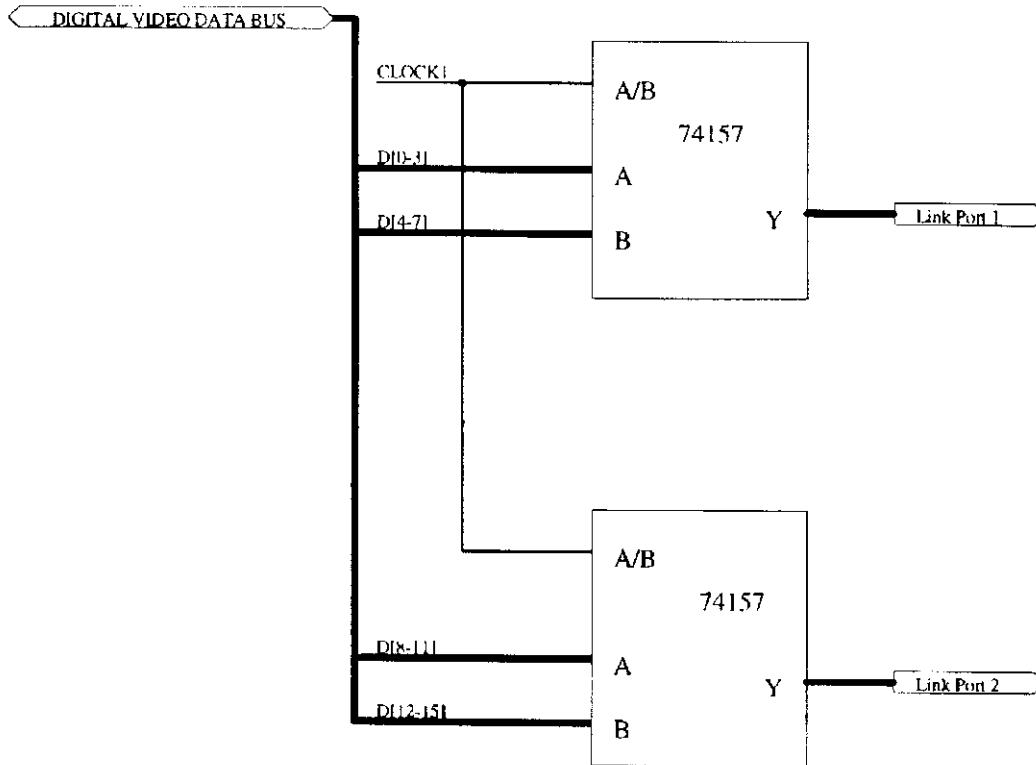 DIGITAL VIDEO DATA BUS
CLOCK1
A/B
74157
D[0-3]
A
D[4-7]
B
Y
Link Port 1
A/B
74157
D[8-11]
A
Y
Link Port 2
D[12-15]
B